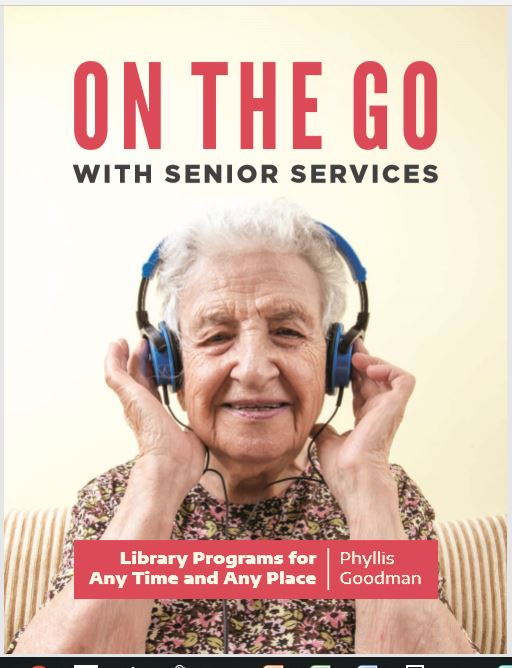 ON THE GO
WITH SENIOR SERVICES
Library Programs for
Any Time and Any Place
Phyllis
Goodman